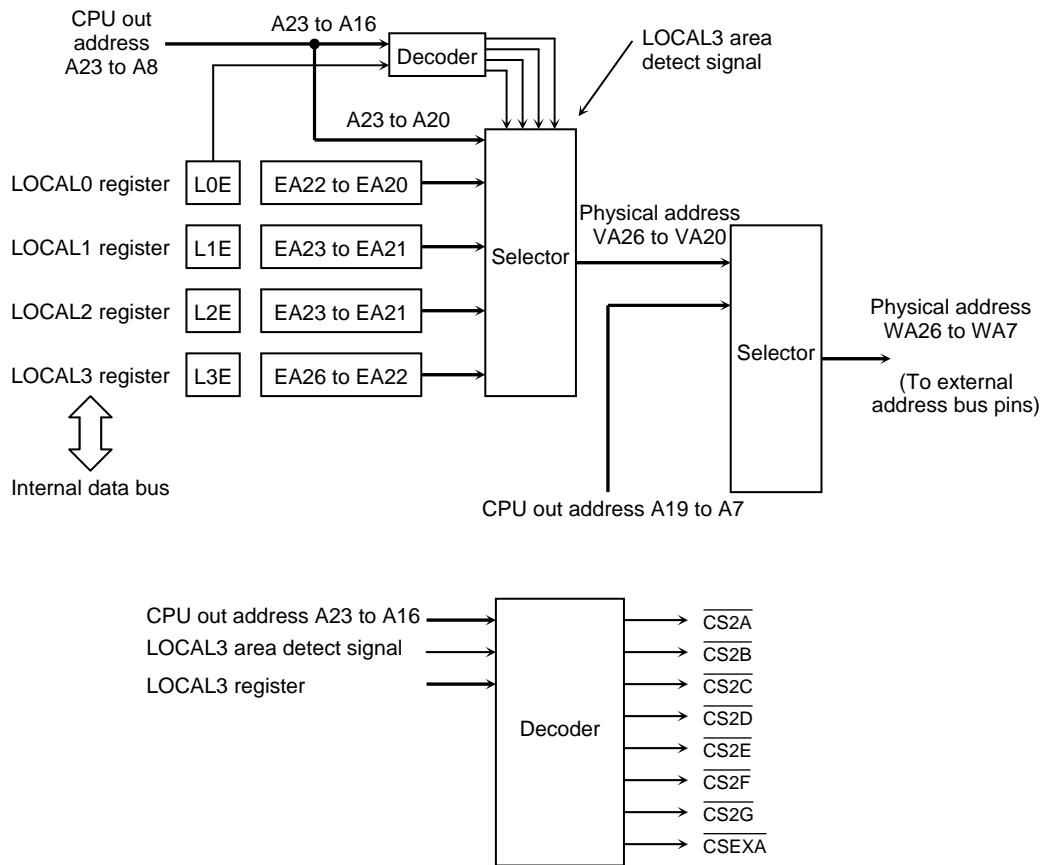 CPU out
address
A23 to A8
A23 to A16
Decoder
LOCAL3 area
detect signal
A23 to A20
LOCAL0 register
L0E
EA22 to EA20
LOCAL1 register
L1E
EA23 to EA21
LOCAL2 register
L2E
EA23 to EA21
LOCAL3 register
L3E
EA26 to EA22
Selector
Physical address
VA26 to VA20
Selector
Physical address
WA26 to WA7
(To external
address bus pins)
Internal data bus
CPU out address A19 to A7
CPU out address A23 to A16
LOCAL3 area detect signal
LOCAL3 register
Decoder
CS2A
CS2B
CS2C
CS2D
CS2E
CS2F
CS2G
CSEXA